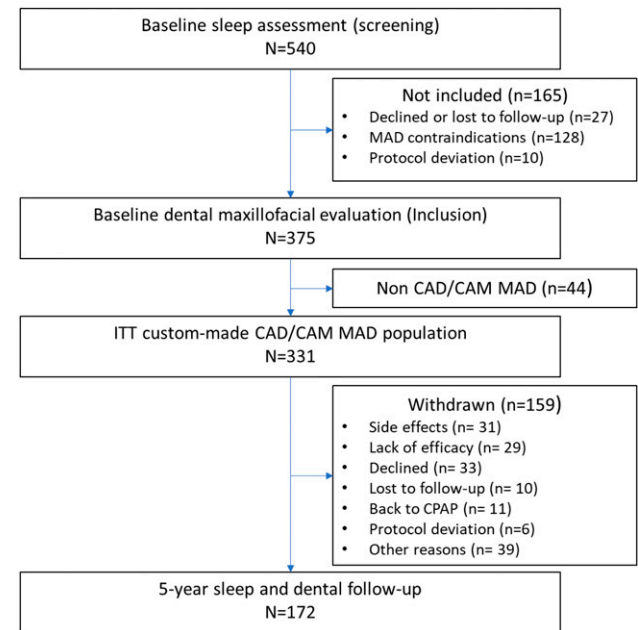 Baseline sleep assessment (screening)
N=540
Not included (n=165)
• Declined or lost to follow-up (n=27)
• MAD contraindications (n=128)
• Protocol deviation (n=10)
Baseline dental maxillofacial evaluation (Inclusion)
N=375
Non CAD/CAM MAD (n=44)
ITT custom-made CAD/CAM MAD population
N=331
Withdrawn (n=159)
• Side effects (n= 31)
• Lack of efficacy (n= 29)
• Declined (n= 33)
• Lost to follow-up (n= 10)
• Back to CPAP (n= 11)
• Protocol deviation (n=6)
• Other reasons (n= 39)
5-year sleep and dental follow-up
N=172